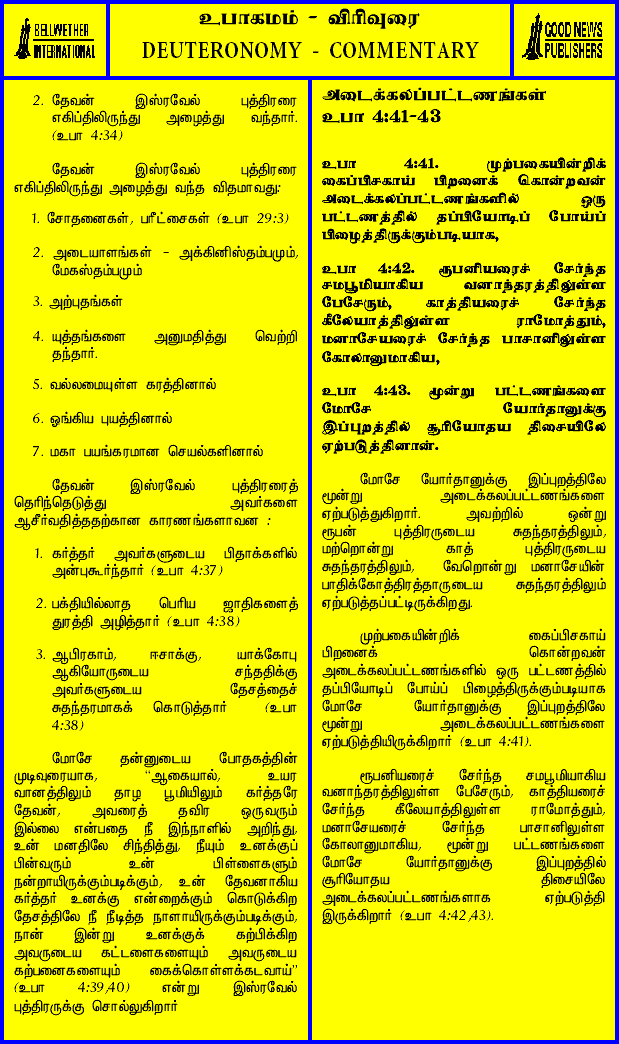 BELLWETHER
INTERNATIONAL
உபாகமம் - விரிவுரை
DEUTERONOMY - COMMENTARY
GOOD NEWS
PUBLISHERS
2. தேவன் இஸ்ரவேல் புத்திரரை
எகிப்திலிருந்து அழைத்து வந்தார்.
(உபா 4:34)
தேவன் இஸ்ரவேல் புத்திரரை
எகிப்திலிருந்து அழைத்து வந்த விதமாவது:
1. சோதனைகள், பரீட்சைகள் (உபா 29:3)
2. அடையாளங்கள் - அக்கினிஸ்தம்பமும்,
மேகஸ்தம்பமும்
3. அற்புதங்கள்
4. யுத்தங்களை அனுமதித்து வெற்றி
தந்தார்.
5. வல்லமையுள்ள கரத்தினால்
6. ஓங்கிய புயத்தினால்
7. மகா பயங்கரமான செயல்களினால்
தேவன் இஸ்ரவேல் புத்திரரைத்
தெரிந்தெடுத்து அவர்களை
ஆசீர்வதித்ததற்கான காரணங்களாவன :
1. கர்த்தர் அவர்களுடைய பிதாக்களில்
அன்புகூர்ந்தார் (உபா 4:37)
2. பக்தியில்லாத பெரிய ஜாதிகளைத்
துரத்தி அழித்தார் (உபா 4:38)
3. ஆபிரகாம், ஈசாக்கு, யாக்கோபு
ஆகியோருடைய சந்ததிக்கு
அவர்களுடைய தேசத்தைச்
சுதந்தரமாகக் கொடுத்தார் (உபா
4:38)
மோசே தன்னுடைய போதகத்தின்
முடிவுரையாக, “ஆகையால், உயர
வானத்திலும் தாழ பூமியிலும் கர்த்தரே
தேவன், அவரைத் தவிர ஒருவரும்
இல்லை என்பதை நீ இந்நாளில் அறிந்து,
உன் மனதிலே சிந்தித்து, நீயும் உனக்குப்
பின்வரும் உன் பிள்ளைகளும்
நன்றாயிருக்கும்படிக்கும், உன் தேவனாகிய
கர்த்தர் உனக்கு என்றைக்கும் கொடுக்கிற
தேசத்திலே நீ நீடித்த நாளாயிருக்கும்படிக்கும்,
நான் இன்று உனக்குக் கற்பிக்கிற
அவருடைய கட்டளைகளையும் அவருடைய
கற்பனைகளையும் கைக்கொள்ளக்கடவாய்”
(உபா 4:39,40) என்று இஸ்ரவேல்
புத்திரருக்கு சொல்லுகிறார்
அடைக்கலப்பட்டணங்கள்
உபா 4:41-43
உபா 4:41. முற்பகையின்றிக்
கைப்பிசகாய் பிறனைக் கொன்றவன்
அடைக்கலப்பட்டணங்களில் ஒரு
பட்டணத்தில் தப்பியோடிப் போய்ப்
பிழைத்திருக்கும்படியாக,
உபா 4:42. ரூபனியரைச் சேர்ந்த
சமபூமியாகிய வனாந்தரத்திலுள்ள
பேசேரும், காத்தியரைச் சேர்ந்த
கீலேயாத்திலுள்ள ராமோத்தும்,
மனாசேயரைச் சேர்ந்த பாசானிலுள்ள
கோலானுமாகிய,
உபா 4:43. மூன்று பட்டணங்களை
மோசே யோர்தானுக்கு
இப்புறத்தில் சூரியோதய திசையிலே
ஏற்படுத்தினான்.
மோசே யோர்தானுக்கு இப்புறத்திலே
மூன்று அடைக்கலப்பட்டணங்களை
ஏற்படுத்துகிறார். அவற்றில் ஒன்று
ரூபன் புத்திரருடைய சுதந்தரத்திலும்,
மற்றொன்று காத் புத்திரருடைய
சுதந்தரத்திலும், வேறொன்று மனாசேயின்
பாதிக்கோத்திரத்தாருடைய சுதந்தரத்திலும்
ஏற்படுத்தப்பட்டிருக்கிறது.
முற்பகையின்றிக் கைப்பிசகாய்
பிறனைக் கொன்றவன்
அடைக்கலப்பட்டணங்களில் ஒரு பட்டணத்தில்
தப்பியோடிப் போய்ப் பிழைத்திருக்கும்படியாக
மோசே யோர்தானுக்கு இப்புறத்திலே
மூன்று அடைக்கலப்பட்டணங்களை
ஏற்படுத்தியிருக்கிறார் (உபா 4:41).
ரூபனியரைச் சேர்ந்த சமபூமியாகிய
வனாந்தரத்திலுள்ள பேசேரும், காத்தியரைச்
சேர்ந்த கீலேயாத்திலுள்ள ராமோத்தும்,
மனாசேயரைச் சேர்ந்த பாசானிலுள்ள
கோலானுமாகிய, மூன்று பட்டணங்களை
மோசே யோர்தானுக்கு இப்புறத்தில்
சூரியோதய திசையிலே
அடைக்கலப்பட்டணங்களாக ஏற்படுத்தி
இருக்கிறார் (உபா 4:42,43).